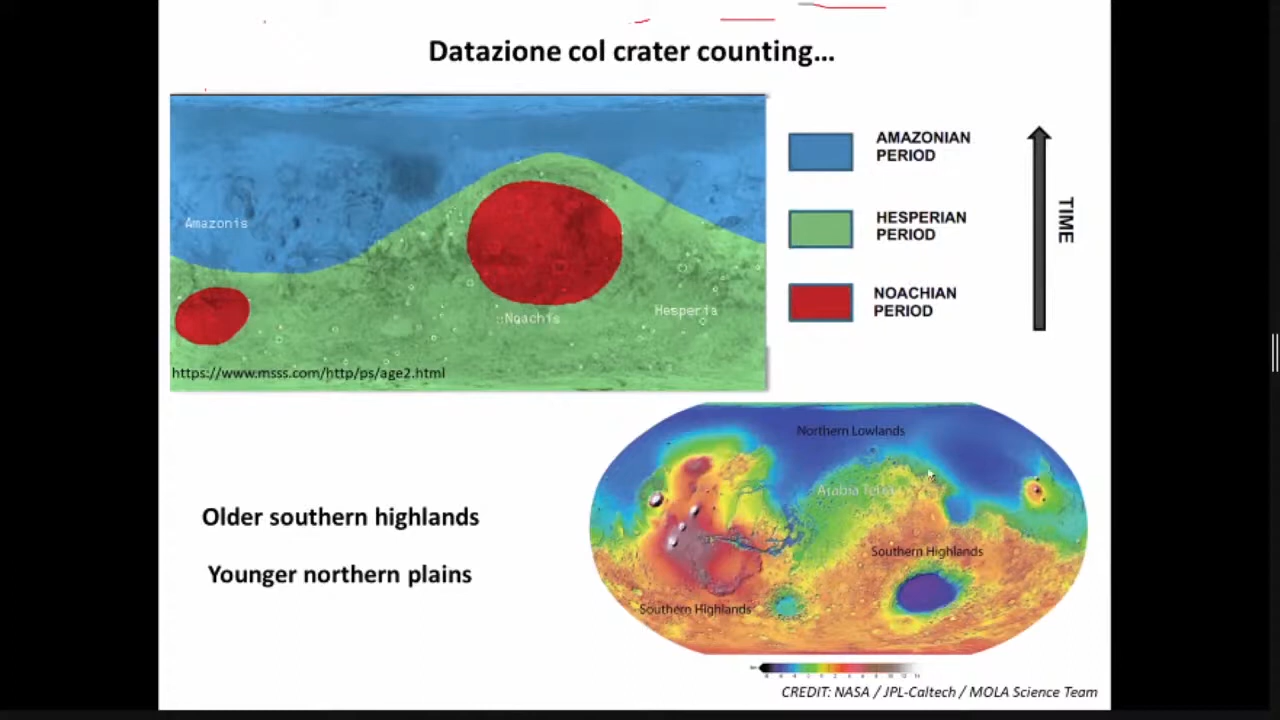 Datazione col crater counting...
Amazonis
Noachis
Hesperia
https://www.msss.com/http/ps/age2.html
AMAZONIAN
PERIOD
HESPERIAN
PERIOD
NOACHIAN
PERIOD
TIME
Older southern highlands
Younger northern plains
Northern Lowlands
Arabia Terra
Southern Highlands
Southern Highlands
CREDIT: NASA / JPL-Caltech / MOLA Science Team